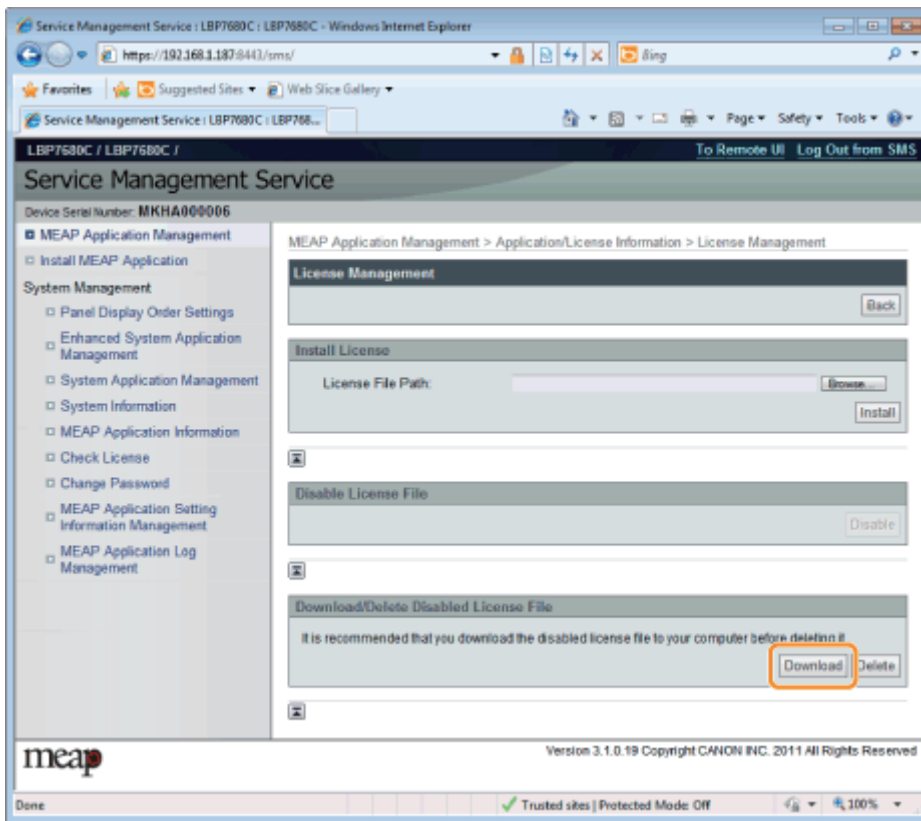 Service Management Service : LBP7680C : LBP7680C - Windows Internet Explorer
https://192.168.1.187:8443/sms/
Bing
Favorites
Suggested Sites
Web Slice Gallery
Service Management Service : LBP7680C : LBP768...
Page
Safety
Tools
LBP7680C / LBP7680C /
To Remote UI
Log Out from SMS
Service Management Service
Device Serial Number: MKHA000006
MEAP Application Management
Install MEAP Application
System Management
Panel Display Order Settings
Enhanced System Application
Management
System Application Management
System Information
MEAP Application Information
Check License
Change Password
MEAP Application Setting
Information Management
MEAP Application Log
Management
MEAP Application Management > Application/License Information > License Management
License Management
Back
Install License
License File Path:
Browse...
Install
Disable License File
Disable
Download/Delete Disabled License File
It is recommended that you download the disabled license file to your computer before deleting it.
Download
Delete
meap
Version 3.1.0.19 Copyright CANON INC. 2011 All Rights Reserved
Done
Trusted sites | Protected Mode: Off
100%